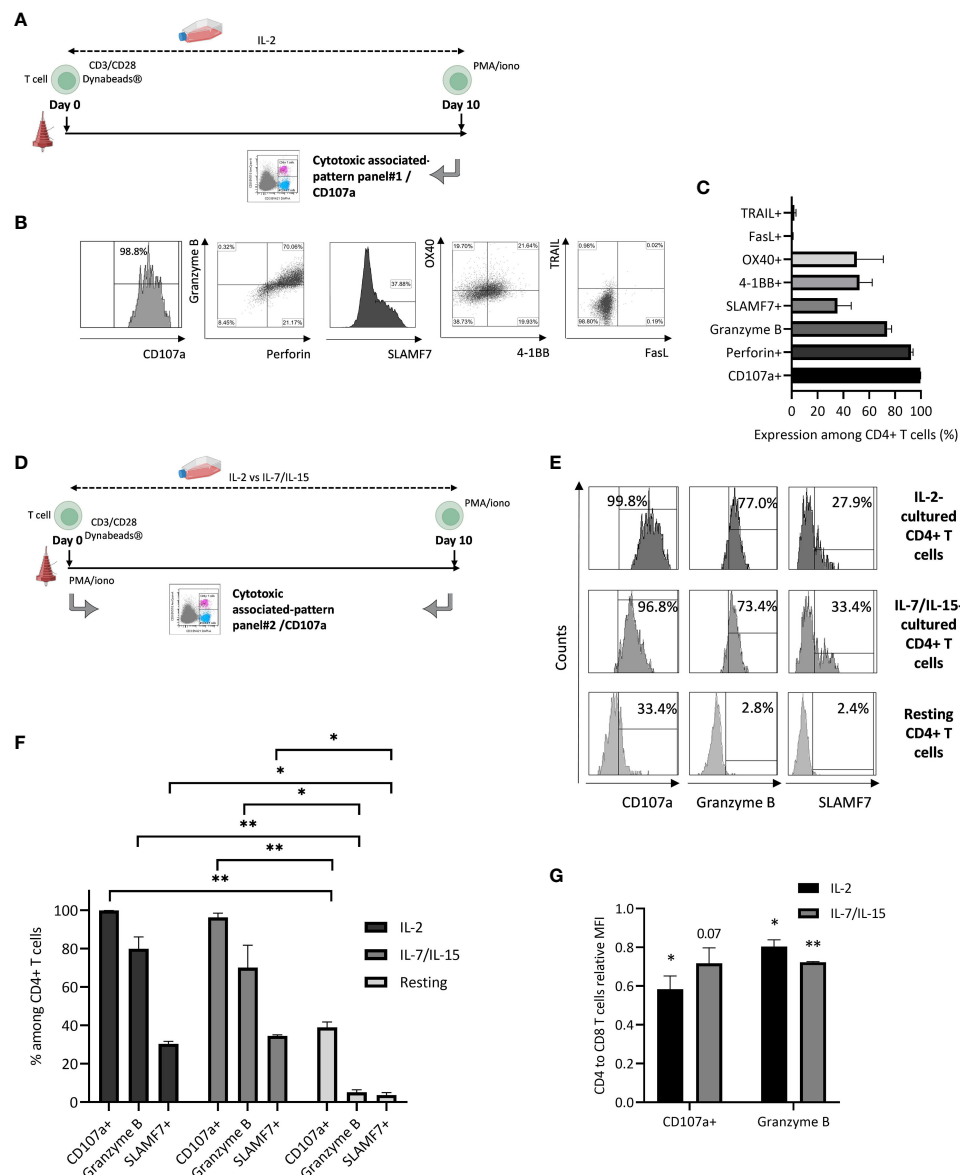 A
IL-2
CD3/CD28
Dynabeads®
T cell
PMA/iono
Day 0
Day 10
Cytotoxic associated-
pattern panel#1 /
CD107a
B
98.8%
CD107a
Granzyme B
0.32%
70.06%
8.45%
21.17%
Perforin
37.88%
SLAMF7
OX40
19.70%
21.64%
38.73%
19.93%
4-1BB
TRAIL
0.98%
0.02%
98.80%
0.19%
FasL
C
TRAIL+
FasL+
OX40+
4-1BB+
SLAMF7+
Granzyme B
Perforin+
CD107a+
0 20 40 60 80 100
Expression among CD4+ T cells (%)
D
IL-2 vs IL-7/IL-15
T cell
CD3/CD28
Dynabeads®
PMA/iono
Day 0
Day 10
PMA/iono
Cytotoxic
associated-pattern
panel#2 /CD107a
E
99.8%
77.0%
27.9%
IL-2-
cultured
CD4+ T
cells
96.8%
73.4%
33.4%
IL-7/IL-15-
cultured
CD4+ T
cells
33.4%
2.8%
2.4%
Resting
CD4+ T
cells
Counts
CD107a
Granzyme B
SLAMF7
F
*
*
*
**
**
**
% among CD4+ T cells
100
80
60
40
20
0
IL-2
IL-7/IL-15
Resting
CD107a+
Granzyme B
SLAMF7+
CD107a+
Granzyme B
SLAMF7+
CD107a+
Granzyme B
SLAMF7+
G
IL-2
IL-7/IL-15
CD4 to CD8 T cells relative MFI
1.0
0.8
0.6
0.4
0.2
0.0
*
0.07
*
**
CD107a+
Granzyme B